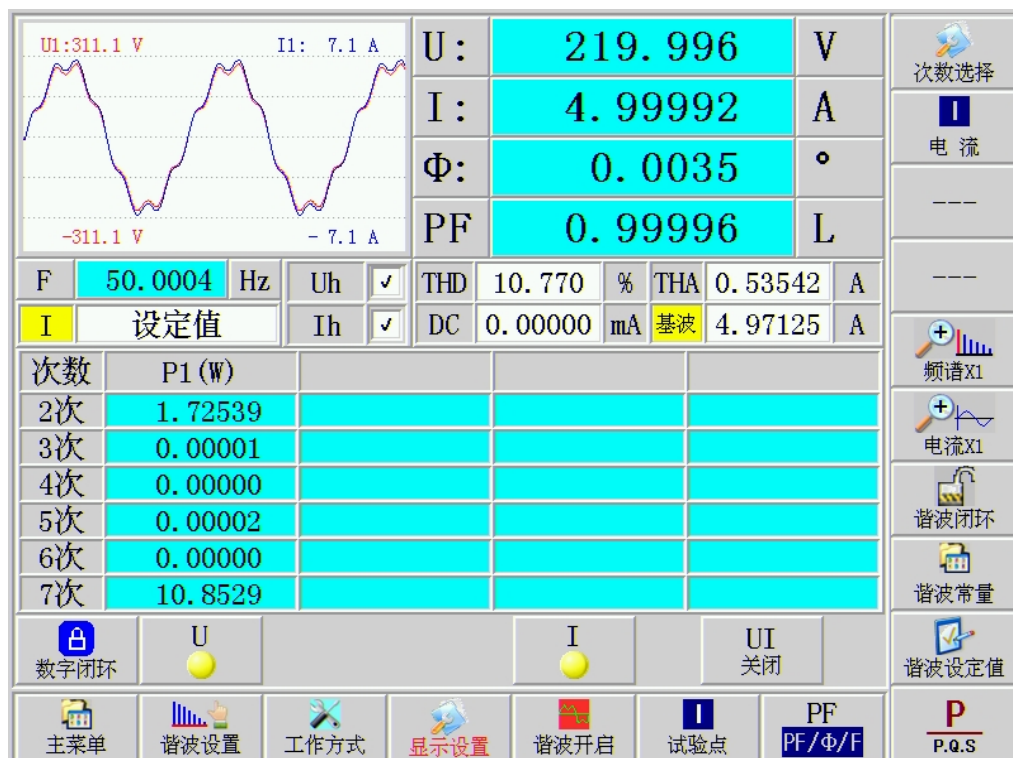 U1:311.1 V I1: 7.1 A
-311.1 V - 7.1 A
U: 219.996 V
I: 4.99992 A
Φ: 0.0035 °
PF 0.99996 L
F 50.0004 Hz Uh ✓ THD 10.770 % THA 0.53542 A
I 设定值 Ih ✓ DC 0.00000 mA 基波 4.97125 A
次数 P1(W)
2次 1.72539
3次 0.00001
4次 0.00000
5次 0.00002
6次 0.00000
7次 10.8529
数字闭环
U
I
UI
关闭
次数选择
I
电 流
---
---
频谱X1
电流X1
谐波闭环
谐波常量
谐波设定值
主菜单
谐波设置
工作方式
显示设置
谐波开启
I
试验点
PF
PF/Φ/F
P
P.Q.S